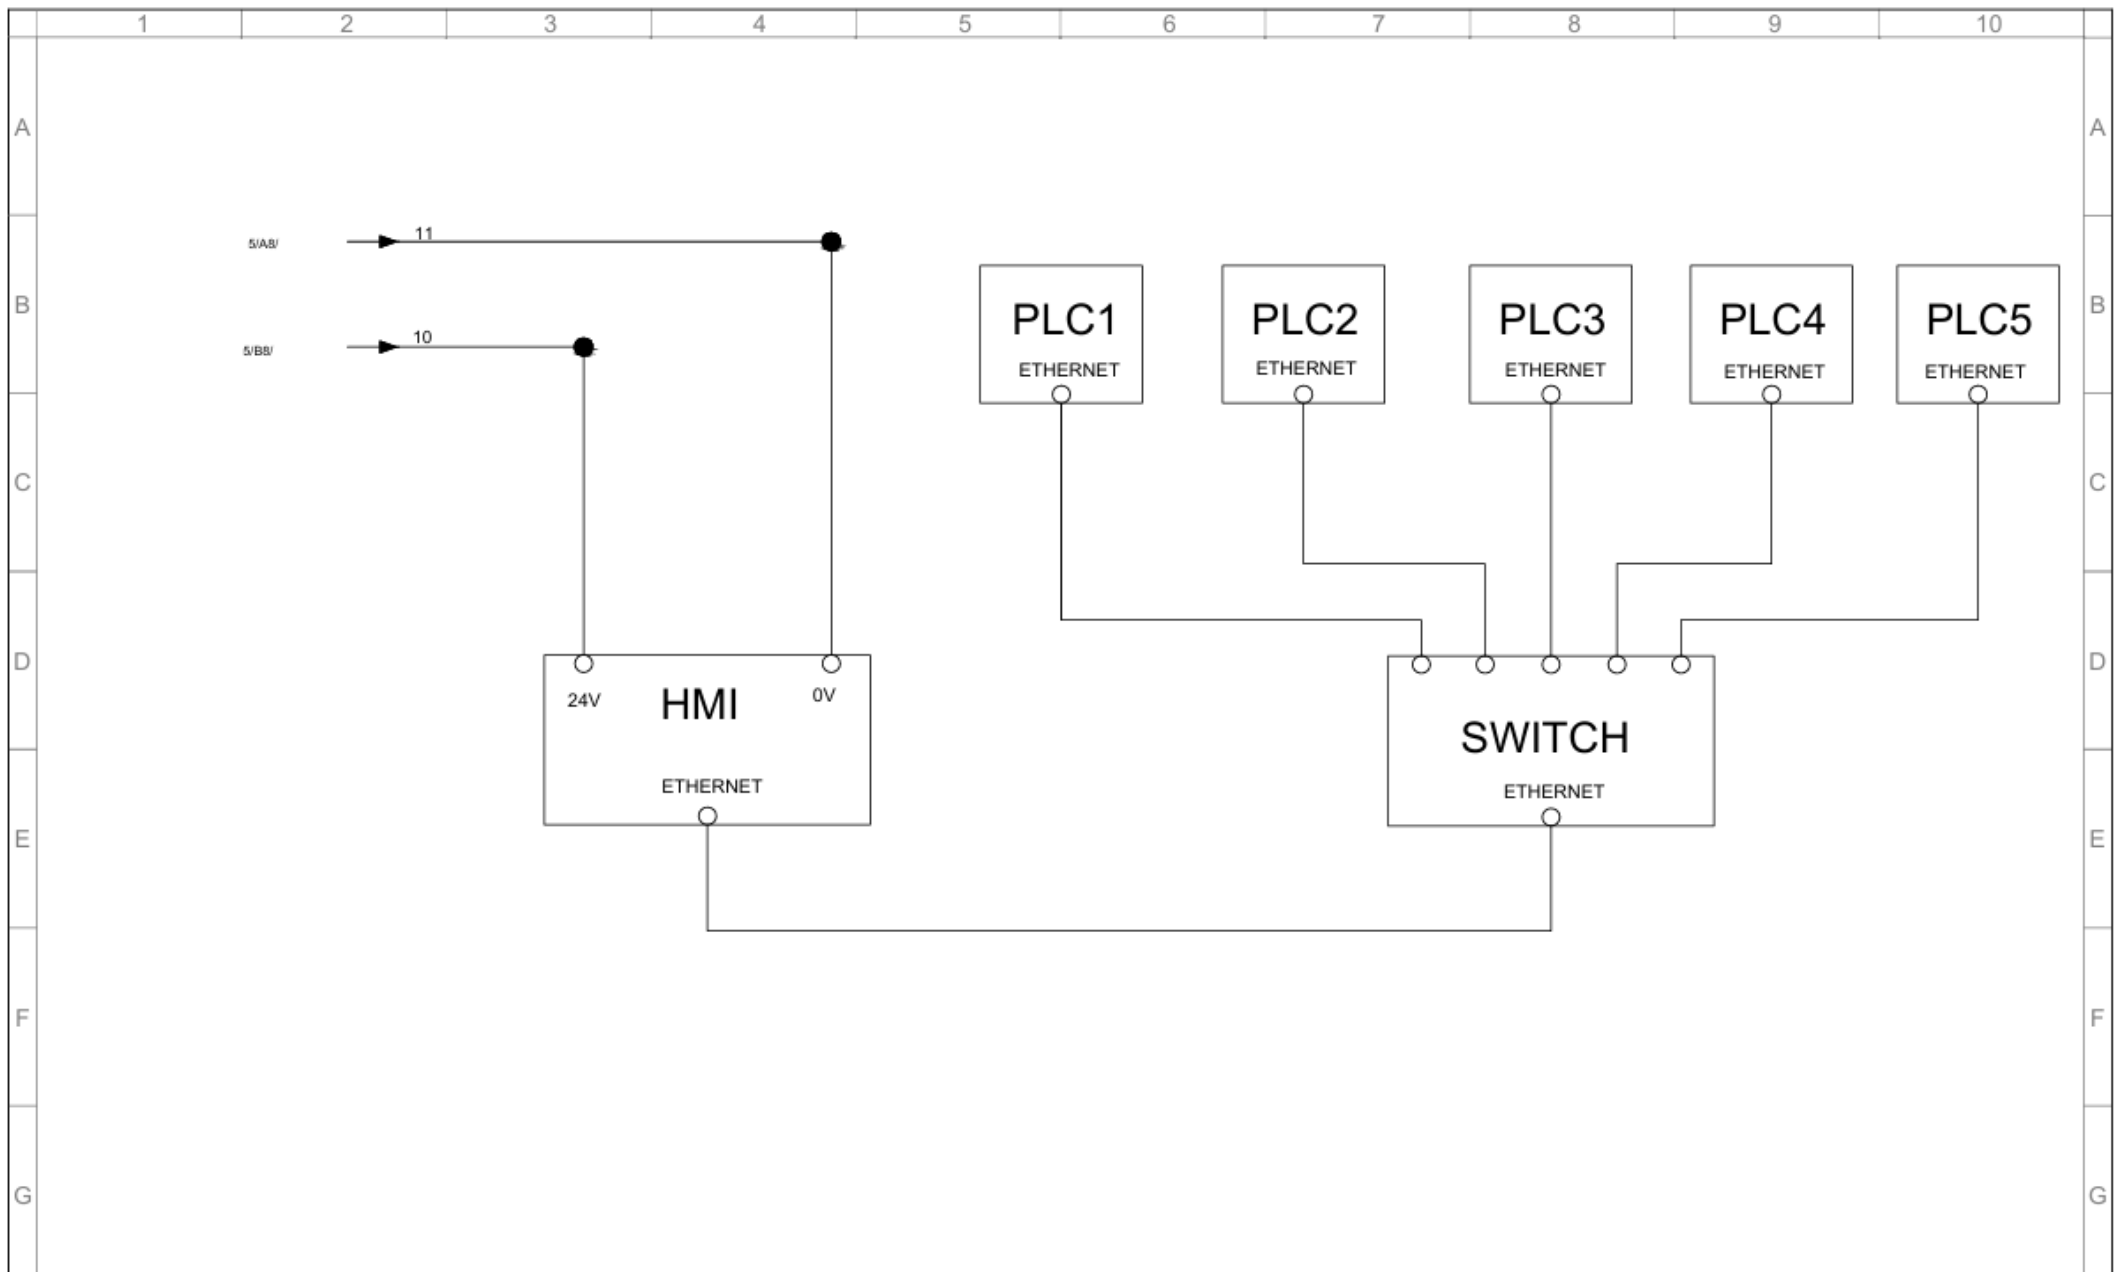 1 2 3 4 5 6 7 8 9 10
A A
5/A8/ 11
B B
PLC1 PLC2 PLC3 PLC4 PLC5
5/B8/ 10
ETHERNET ETHERNET ETHERNET ETHERNET ETHERNET
C C
D D
24V HMI 0V
SWITCH
ETHERNET ETHERNET
E E
F F
G G